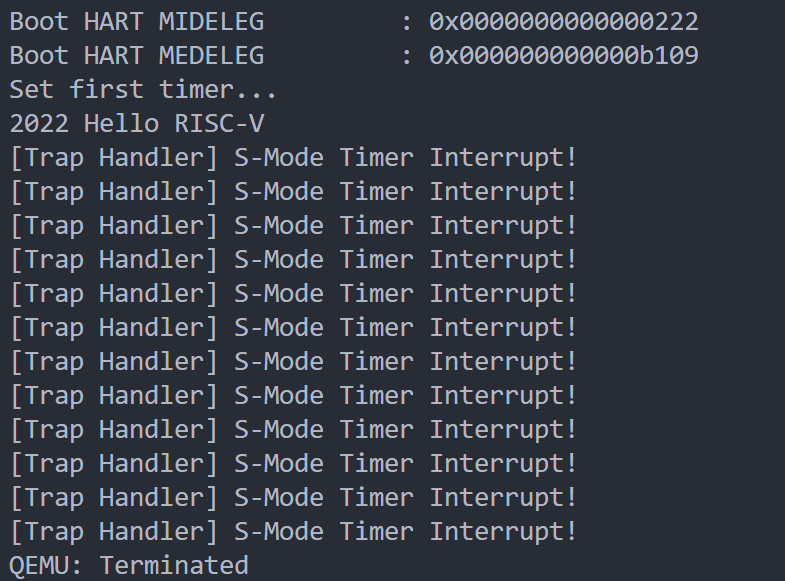 Boot HART MIDELEG         : 0x0000000000000222
Boot HART MEDELEG         : 0x000000000000b109
Set first timer...
2022 Hello RISC-V
[Trap Handler] S-Mode Timer Interrupt!
[Trap Handler] S-Mode Timer Interrupt!
[Trap Handler] S-Mode Timer Interrupt!
[Trap Handler] S-Mode Timer Interrupt!
[Trap Handler] S-Mode Timer Interrupt!
[Trap Handler] S-Mode Timer Interrupt!
[Trap Handler] S-Mode Timer Interrupt!
[Trap Handler] S-Mode Timer Interrupt!
[Trap Handler] S-Mode Timer Interrupt!
[Trap Handler] S-Mode Timer Interrupt!
[Trap Handler] S-Mode Timer Interrupt!
[Trap Handler] S-Mode Timer Interrupt!
QEMU: Terminated